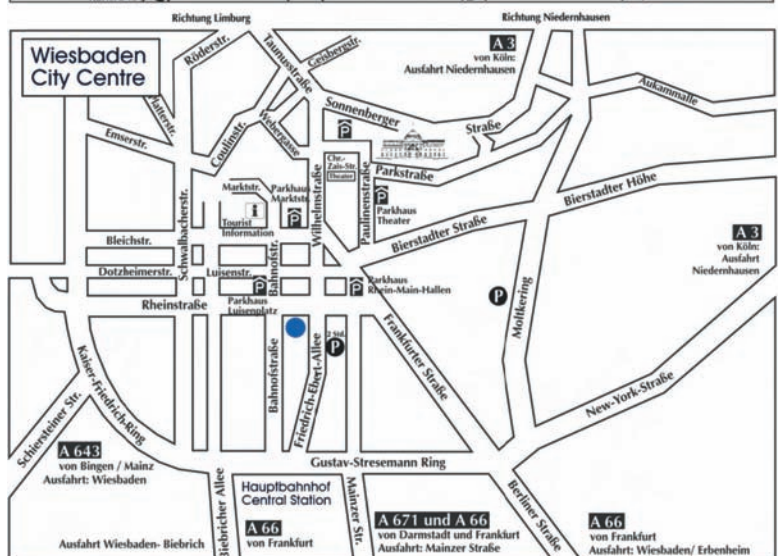 Richtung Limburg
Richtung Niedernhausen
Wiesbaden
City Centre
Röderstr.
Taunusstraße
Geisbergstr.
A 3
von Köln:
Ausfahrt Niedernhausen
Platterstr.
Emserstr.
Coulinstr.
Webergasse
Sonnenberger
Straße
Aukammalle
P
Chr.-
Zais-Str.
Theater
Parkstraße
Marktstr.
Parkhaus
Marktstr.
P
Wilhelmstraße
Paulinenstraße
P
Parkhaus
Theater
Bierstadter Höhe
i
Tourist
Information
Schwalbacherstr.
Bierstadter Straße
A 3
von Köln:
Ausfahrt
Niedernhausen
Bleichstr.
Dotzheimerstr.
Luisenstr.
Bahnofstr.
P
P
Parkhaus
Rhein-Main-Hallen
Rheinstraße
Parkhaus
Luisenplatz
P
Moltkering
2 Std.
P
Kaiser-Friedrich-Ring
Bahnofstraße
Friedrich-Ebert-Allee
Frankfurter Straße
New-York-Straße
Schiersteiner Str.
A 643
von Bingen / Mainz
Ausfahrt: Wiesbaden
Gustav-Stresemann Ring
Biebricher Allee
Hauptbahnhof
Central Station
A 66
von Frankfurt
Mainzer Str.
A 671 und A 66
von Darmstadt und Frankfurt
Ausfahrt: Mainzer Straße
Berliner Straße
A 66
von Frankfurt
Ausfahrt: Wiesbaden/ Erbenheim
Ausfahrt Wiesbaden- Biebrich